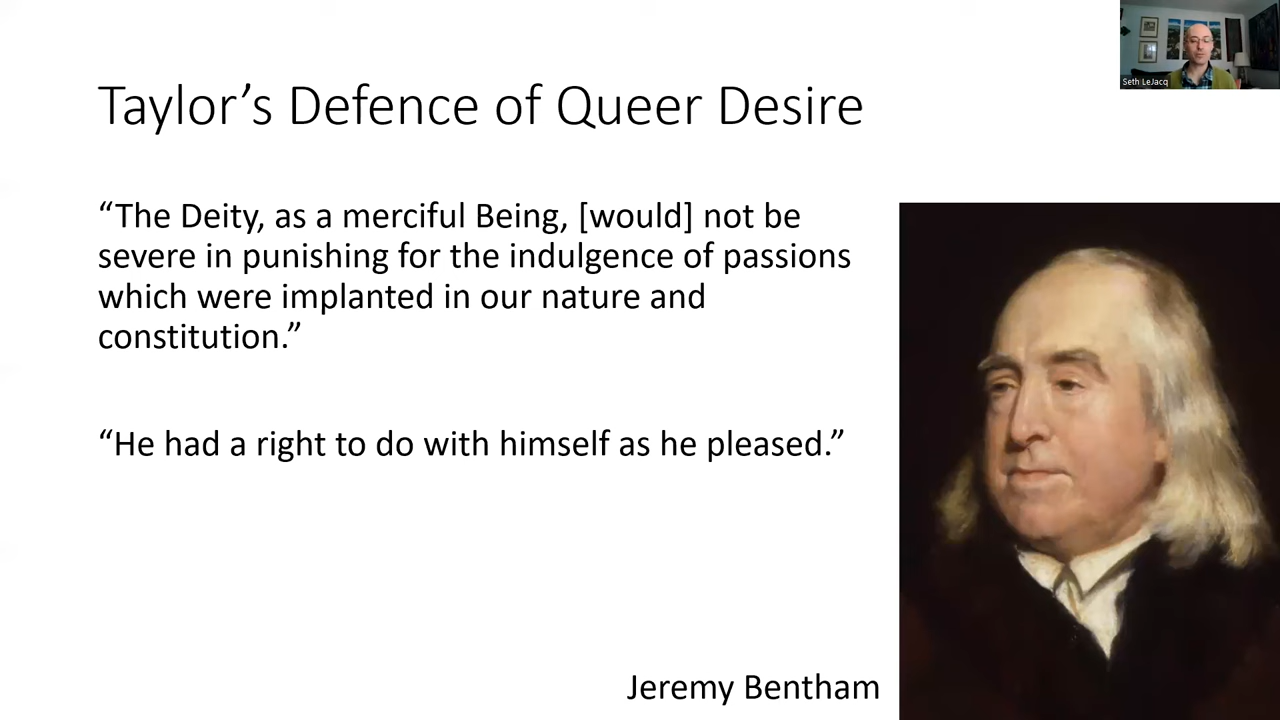 Seth LeJacq
Taylor’s Defence of Queer Desire
“The Deity, as a merciful Being, [would] not be
severe in punishing for the indulgence of passions
which were implanted in our nature and
constitution.”
“He had a right to do with himself as he pleased.”
Jeremy Bentham